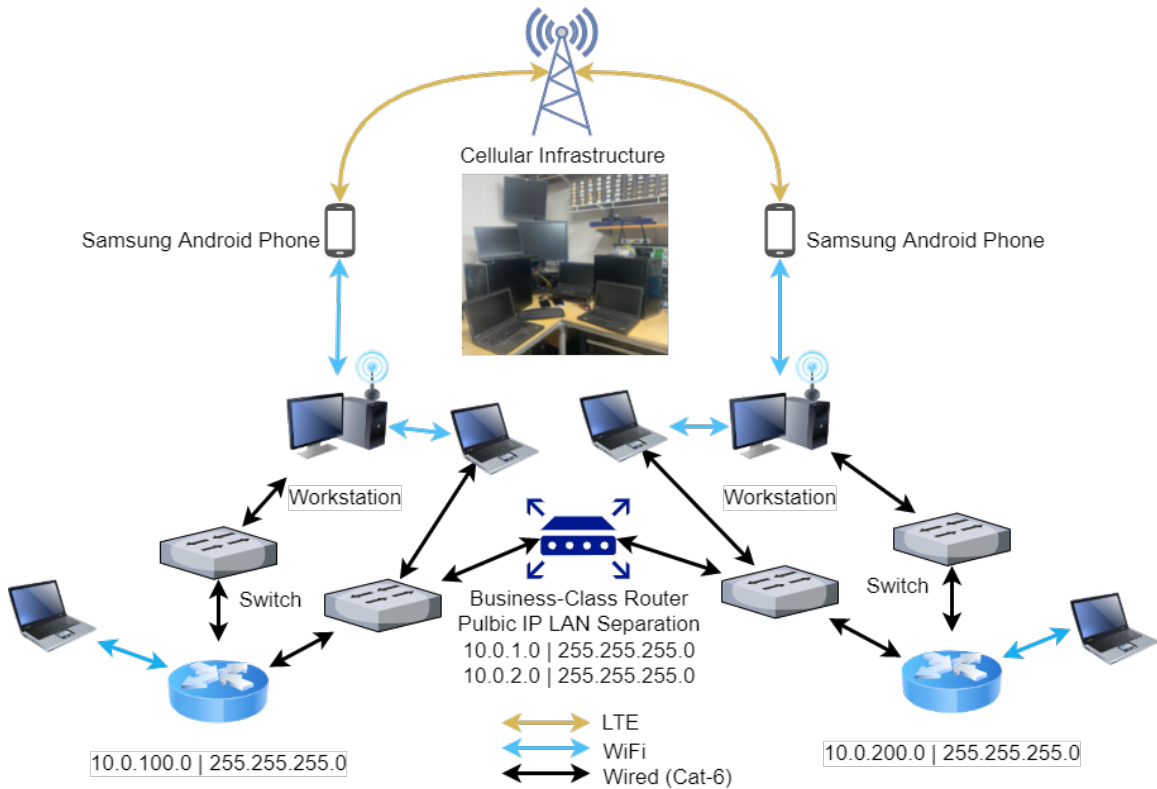 Cellular Infrastructure
Samsung Android Phone
Samsung Android Phone
Workstation
Workstation
Switch
Switch
Business-Class Router
Pulbic IP LAN Separation
10.0.1.0 | 255.255.255.0
10.0.2.0 | 255.255.255.0
10.0.100.0 | 255.255.255.0
10.0.200.0 | 255.255.255.0
LTE
WiFi
Wired (Cat-6)